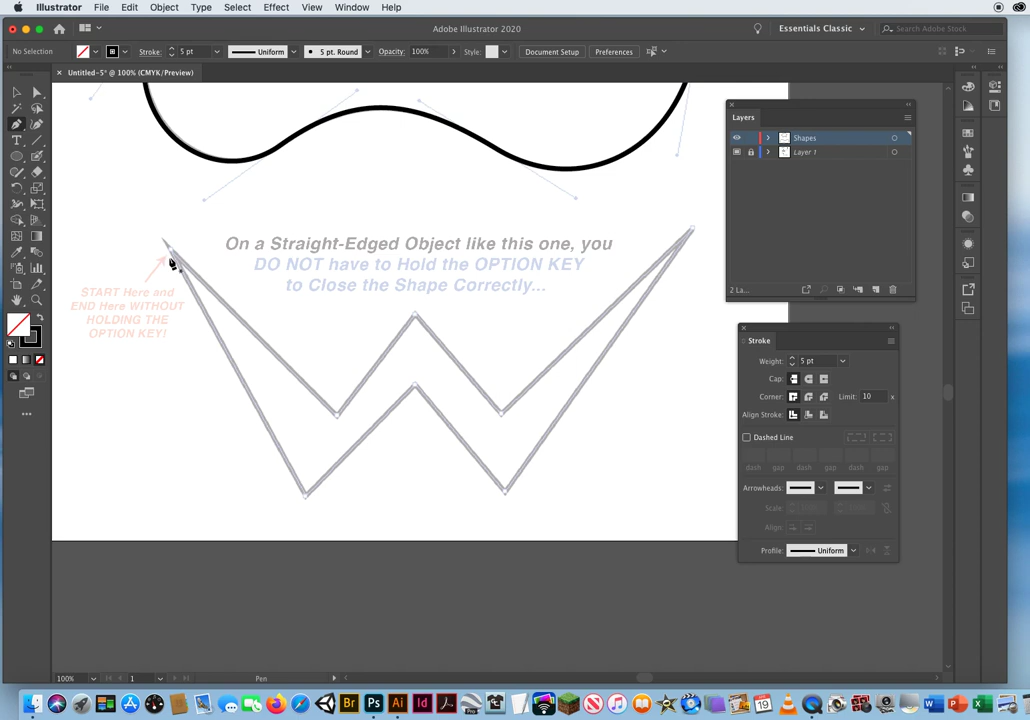 Illustrator File Edit Object Type Select Effect View Window Help
Adobe Illustrator 2020
Essentials Classic
Search Adobe Stock
No Selection
Stroke: 5 pt
Uniform
5 pt. Round
Opacity: 100%
Style:
Document Setup
Preferences
× Untitled-5* @ 100% (CMYK/Preview)
Layers
Shapes
Layer 1
2 La...
On a Straight-Edged Object like this one, you
DO NOT have to Hold the OPTION KEY
to Close the Shape Correctly...
START Here and
END Here WITHOUT
HOLDING THE
OPTION KEY!
Stroke
Weight: 5 pt
Cap:
Corner: Limit: 10 x
Align Stroke:
Dashed Line
dash gap dash gap dash gap
Arrowheads:
Scale:
Align:
Profile: Uniform
100% 1 Pen
Br Ps Ai Id
19
W P X